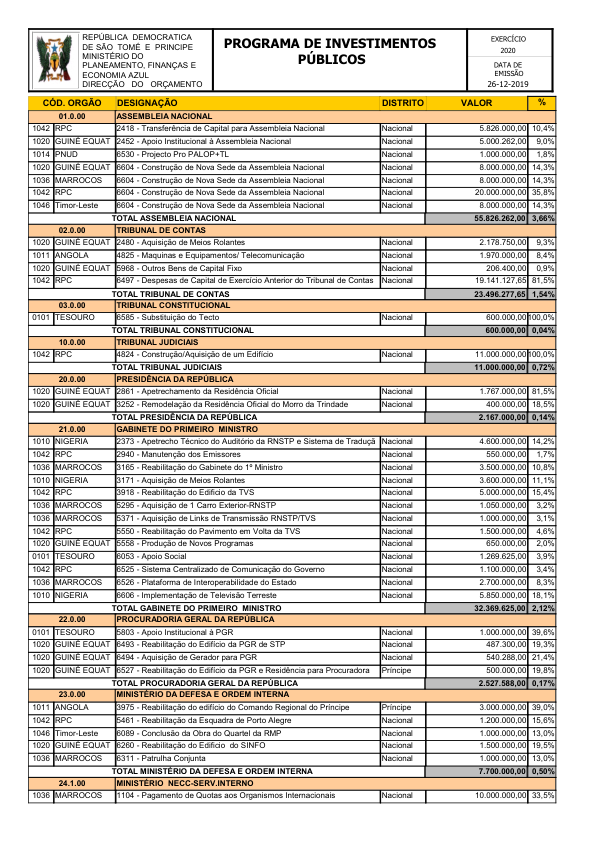 REPÚBLICA DEMOCRATICA
DE SÃO TOMÉ E PRINCIPE
MINISTÉRIO DO
PLANEAMENTO, FINANÇAS E
ECONOMIA AZUL
DIRECÇÃO DO ORÇAMENTO
PROGRAMA DE INVESTIMENTOS
PÚBLICOS
EXERCÍCIO
2020
DATA DE
EMISSÃO
26-12-2019
CÓD. ORGÃO DESIGNAÇÃO DISTRITO VALOR %
01.0.00 ASSEMBLEIA NACIONAL
1042 RPC 2418 - Transferência de Capital para Assembleia Nacional Nacional 5.826.000,00 10,4%
1020 GUINÉ EQUAT 2452 - Apoio Institucional à Assembleia Nacional Nacional 5.000.262,00 9,0%
1014 PNUD 6530 - Projecto Pro PALOP+TL Nacional 1.000.000,00 1,8%
1020 GUINÉ EQUAT 6604 - Construção de Nova Sede da Assembleia Nacional Nacional 8.000.000,00 14,3%
1036 MARROCOS 6604 - Construção de Nova Sede da Assembleia Nacional Nacional 8.000.000,00 14,3%
1042 RPC 6604 - Construção de Nova Sede da Assembleia Nacional Nacional 20.000.000,00 35,8%
1046 Timor-Leste 6604 - Construção de Nova Sede da Assembleia Nacional Nacional 8.000.000,00 14,3%
TOTAL ASSEMBLEIA NACIONAL 55.826.262,00 3,66%
02.0.00 TRIBUNAL DE CONTAS
1020 GUINÉ EQUAT 2480 - Aquisição de Meios Rolantes Nacional 2.178.750,00 9,3%
1011 ANGOLA 4825 - Maquinas e Equipamentos/ Telecomunicação Nacional 1.970.000,00 8,4%
1020 GUINÉ EQUAT 5968 - Outros Bens de Capital Fixo Nacional 206.400,00 0,9%
1042 RPC 6497 - Despesas de Capital de Exercício Anterior do Tribunal de Contas Nacional 19.141.127,65 81,5%
TOTAL TRIBUNAL DE CONTAS 23.496.277,65 1,54%
03.0.00 TRIBUNAL CONSTITUCIONAL
0101 TESOURO 6585 - Substituição do Tecto Nacional 600.000,00 100,0%
TOTAL TRIBUNAL CONSTITUCIONAL 600.000,00 0,04%
10.0.00 TRIBUNAL JUDICIAIS
1042 RPC 4824 - Construção/Aquisição de um Edifício Nacional 11.000.000,00 100,0%
TOTAL TRIBUNAL JUDICIAIS 11.000.000,00 0,72%
20.0.00 PRESIDÊNCIA DA REPÚBLICA
1020 GUINÉ EQUAT 2861 - Apetrechamento da Residência Oficial Nacional 1.767.000,00 81,5%
1020 GUINÉ EQUAT 3252 - Remodelação da Residência Oficial do Morro da Trindade Nacional 400.000,00 18,5%
TOTAL PRESIDÊNCIA DA REPÚBLICA 2.167.000,00 0,14%
21.0.00 GABINETE DO PRIMEIRO MINISTRO
1010 NIGERIA 2373 - Apetrecho Técnico do Auditório da RNSTP e Sistema de Traduçã Nacional 4.600.000,00 14,2%
1042 RPC 2940 - Manutenção dos Emissores Nacional 550.000,00 1,7%
1036 MARROCOS 3165 - Reabilitação do Gabinete do 1º Ministro Nacional 3.500.000,00 10,8%
1010 NIGERIA 3171 - Aquisição de Meios Rolantes Nacional 3.600.000,00 11,1%
1042 RPC 3918 - Reabilitação do Edifício da TVS Nacional 5.000.000,00 15,4%
1036 MARROCOS 5295 - Aquisição de 1 Carro Exterior-RNSTP Nacional 1.050.000,00 3,2%
1036 MARROCOS 5371 - Aquisição de Links de Transmissão RNSTP/TVS Nacional 1.000.000,00 3,1%
1042 RPC 5550 - Reabilitação do Pavimento em Volta da TVS Nacional 1.500.000,00 4,6%
1020 GUINÉ EQUAT 5558 - Produção de Novos Programas Nacional 650.000,00 2,0%
0101 TESOURO 6053 - Apoio Social Nacional 1.269.625,00 3,9%
1042 RPC 6525 - Sistema Centralizado de Comunicação do Governo Nacional 1.100.000,00 3,4%
1036 MARROCOS 6526 - Plataforma de Interoperabilidade do Estado Nacional 2.700.000,00 8,3%
1010 NIGERIA 6606 - Implementação de Televisão Terreste Nacional 5.850.000,00 18,1%
TOTAL GABINETE DO PRIMEIRO MINISTRO 32.369.625,00 2,12%
22.0.00 PROCURADORIA GERAL DA REPÚBLICA
0101 TESOURO 5803 - Apoio Institucional à PGR Nacional 1.000.000,00 39,6%
1020 GUINÉ EQUAT 6493 - Reabilitação do Edifício da PGR de STP Nacional 487.300,00 19,3%
1020 GUINÉ EQUAT 6494 - Aquisição de Gerador para PGR Nacional 540.288,00 21,4%
1020 GUINÉ EQUAT 6527 - Reabilitação do Edifício da PGR e Residência para Procuradora Príncipe 500.000,00 19,8%
TOTAL PROCURADORIA GERAL DA REPÚBLICA 2.527.588,00 0,17%
23.0.00 MINISTÉRIO DA DEFESA E ORDEM INTERNA
1011 ANGOLA 3975 - Reabilitação do edifício do Comando Regional do Príncipe Príncipe 3.000.000,00 39,0%
1042 RPC 5461 - Reabilitação da Esquadra de Porto Alegre Nacional 1.200.000,00 15,6%
1046 Timor-Leste 6089 - Conclusão da Obra do Quartel da RMP Nacional 1.000.000,00 13,0%
1020 GUINÉ EQUAT 6260 - Reabilitação do Edifício do SINFO Nacional 1.500.000,00 19,5%
1036 MARROCOS 6311 - Patrulha Conjunta Nacional 1.000.000,00 13,0%
TOTAL MINISTÉRIO DA DEFESA E ORDEM INTERNA 7.700.000,00 0,50%
24.1.00 MINISTÉRIO NECC-SERV.INTERNO
1036 MARROCOS 1104 - Pagamento de Quotas aos Organismos Internacionais Nacional 10.000.000,00 33,5%